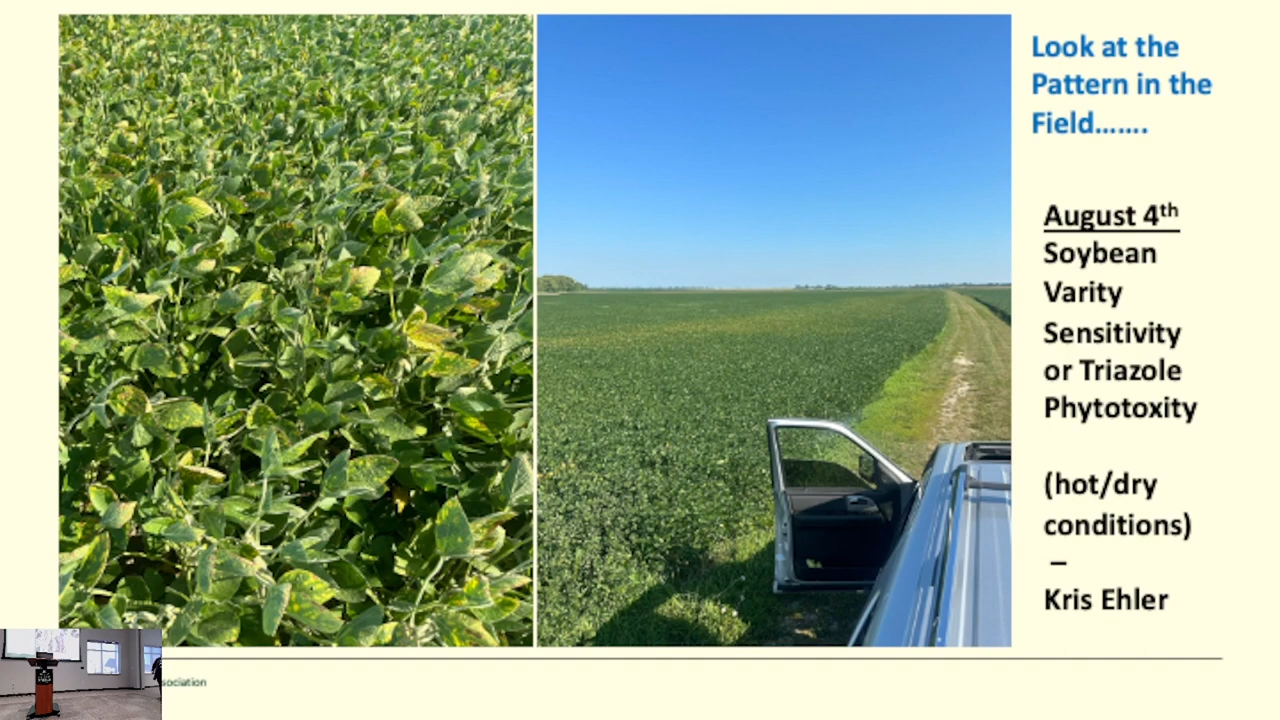 Look at the
Pattern in the
Field.......
August 4th
Soybean
Varity
Sensitivity
or Triazole
Phytotoxity
(hot/dry
conditions)
–
Kris Ehler
sociation